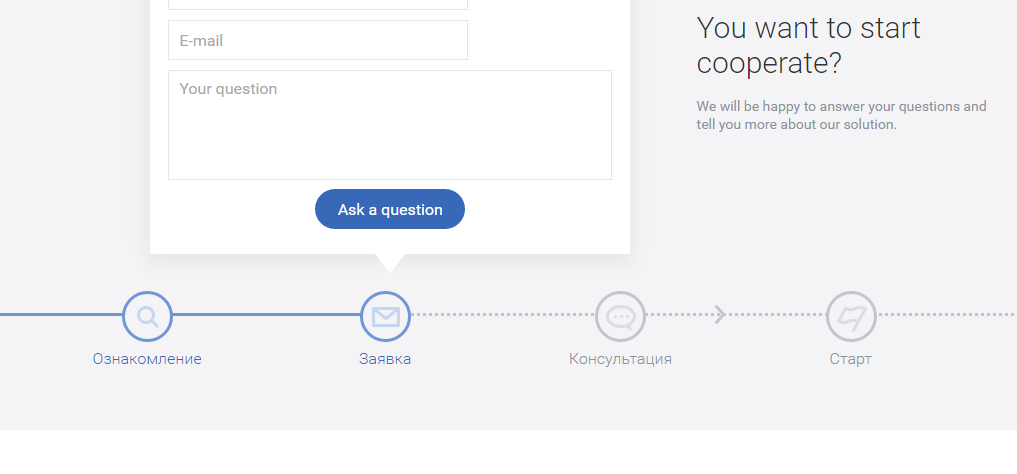 You want to start
cooperate?
We will be happy to answer your questions and
tell you more about our solution.
E-mail
Your question
Ask a question
Ознакомление
Заявка
Консультация
Старт